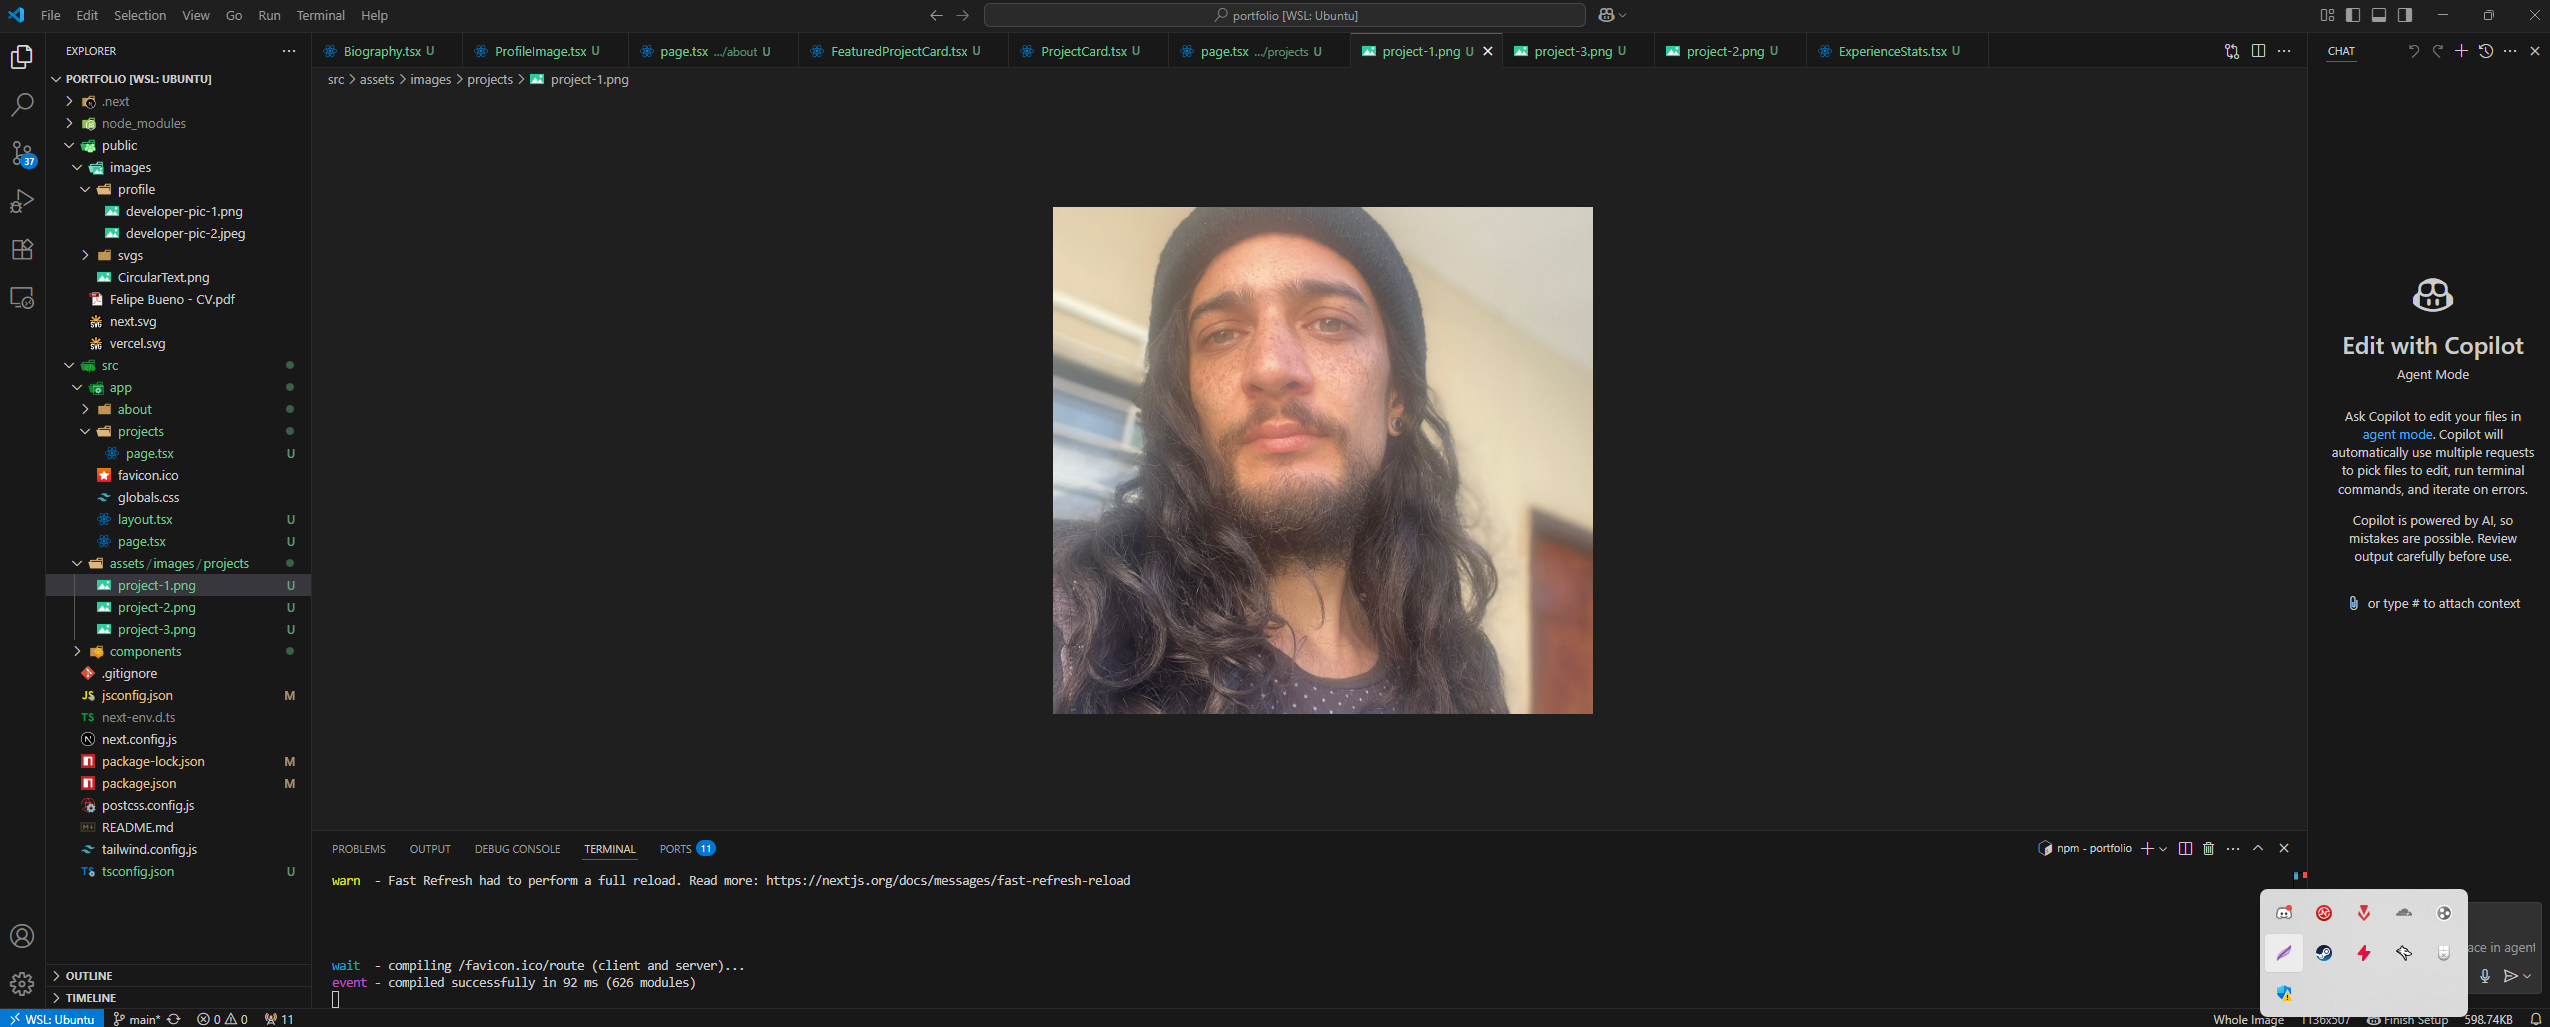 File Edit Selection View Go Run Terminal Help
portfolio [WSL: Ubuntu]
EXPLORER
PORTFOLIO [WSL: UBUNTU]
.next
node_modules
public
images
profile
developer-pic-1.png
developer-pic-2.jpeg
svgs
CircularText.png
Felipe Bueno - CV.pdf
next.svg
vercel.svg
src
app
about
projects
page.tsx U
favicon.ico
globals.css
layout.tsx U
page.tsx U
assets/images/projects
project-1.png U
project-2.png U
project-3.png U
components
.gitignore
jsconfig.json M
next-env.d.ts
next.config.js
package-lock.json M
package.json M
postcss.config.js
README.md
tailwind.config.js
tsconfig.json U
OUTLINE
TIMELINE
37
Biography.tsx U ProfileImage.tsx U page.tsx .../about U FeaturedProjectCard.tsx U ProjectCard.tsx U page.tsx .../projects U project-1.png U project-3.png U project-2.png U ExperienceStats.tsx U
src > assets > images > projects > project-1.png
PROBLEMS OUTPUT DEBUG CONSOLE TERMINAL PORTS 11
npm - portfolio
warn - Fast Refresh had to perform a full reload. Read more: https://nextjs.org/docs/messages/fast-refresh-reload
wait - compiling /favicon.ico/route (client and server)...
event - compiled successfully in 92 ms (626 modules)
CHAT
Edit with Copilot
Agent Mode
Ask Copilot to edit your files in
agent mode. Copilot will
automatically use multiple requests
to pick files to edit, run terminal
commands, and iterate on errors.
Copilot is powered by AI, so
mistakes are possible. Review
output carefully before use.
or type # to attach context
ace in agent
WSL: Ubuntu main* 0 0 11
Whole Image 1136x507 Finish Setup 598.74KB